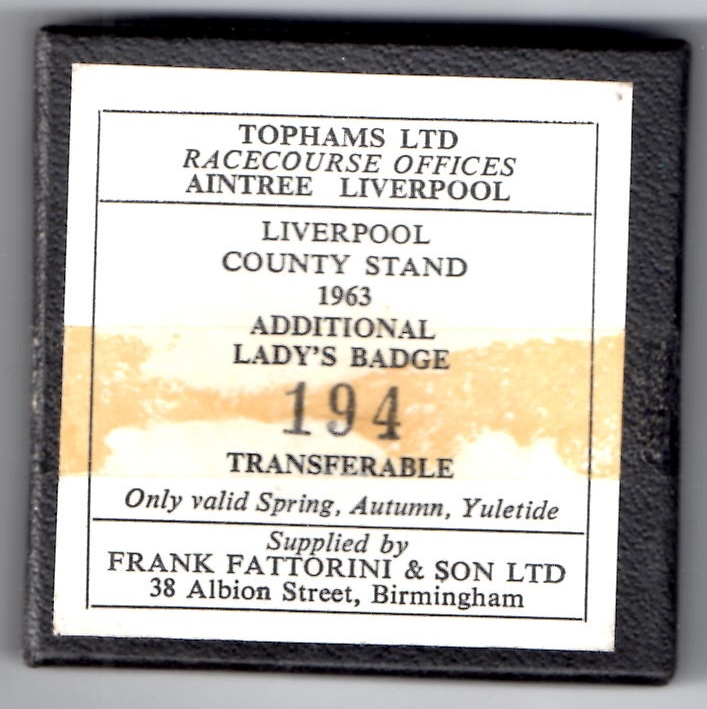 TOPHAMS LTD
RACECOURSE OFFICES
AINTREE LIVERPOOL
LIVERPOOL
COUNTY STAND
1963
ADDITIONAL
LADY'S BADGE
194
TRANSFERABLE
Only valid Spring, Autumn, Yuletide
Supplied by
FRANK FATTORINI & SON LTD
38 Albion Street, Birmingham